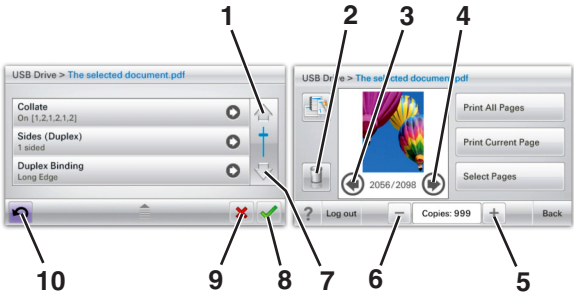 1
2
3
4
USB Drive > The selected document.pdf
Collate
On [1,2,1,2,1,2]
Sides (Duplex)
1 sided
Duplex Binding
Long Edge
USB Drive > The selected document.pdf
Print All Pages
Print Current Page
Select Pages
2056/2098
? Log out
Copies: 999
Back
10
9
8
7
6
5